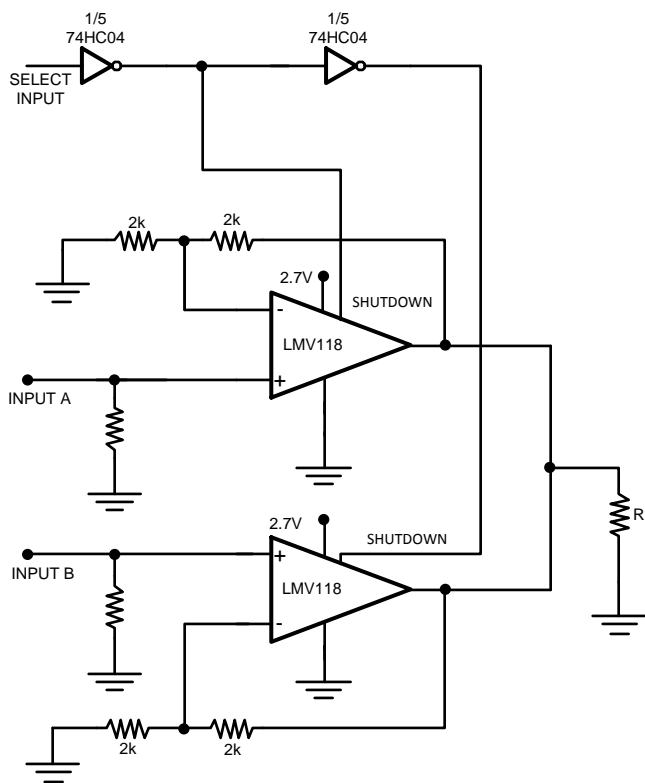 1/5
74HC04
1/5
74HC04
SELECT
INPUT
2k
2k
2.7V
SHUTDOWN
-
LMV118
+
INPUT A
2.7V
SHUTDOWN
+
LMV118
-
INPUT B
R
2k
2k